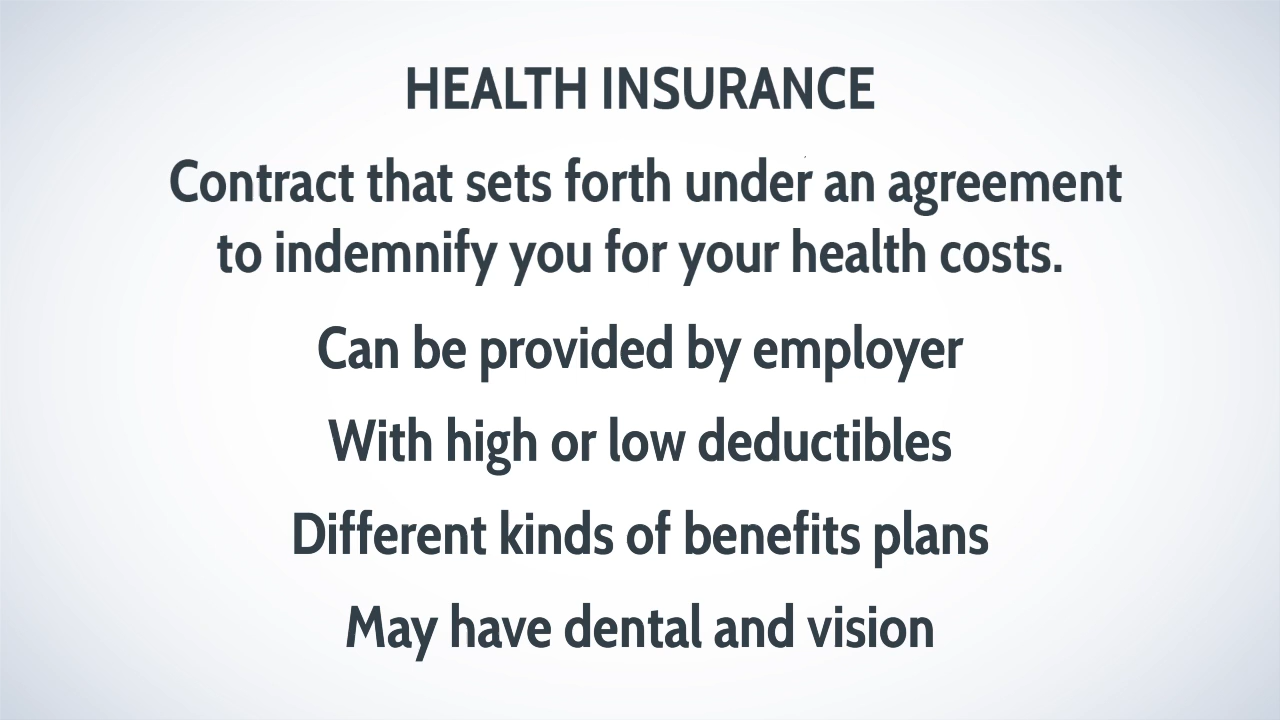 HEALTH INSURANCE
Contract that sets forth under an agreement
to indemnify you for your health costs.
Can be provided by employer
With high or low deductibles
Different kinds of benefits plans
May have dental and vision